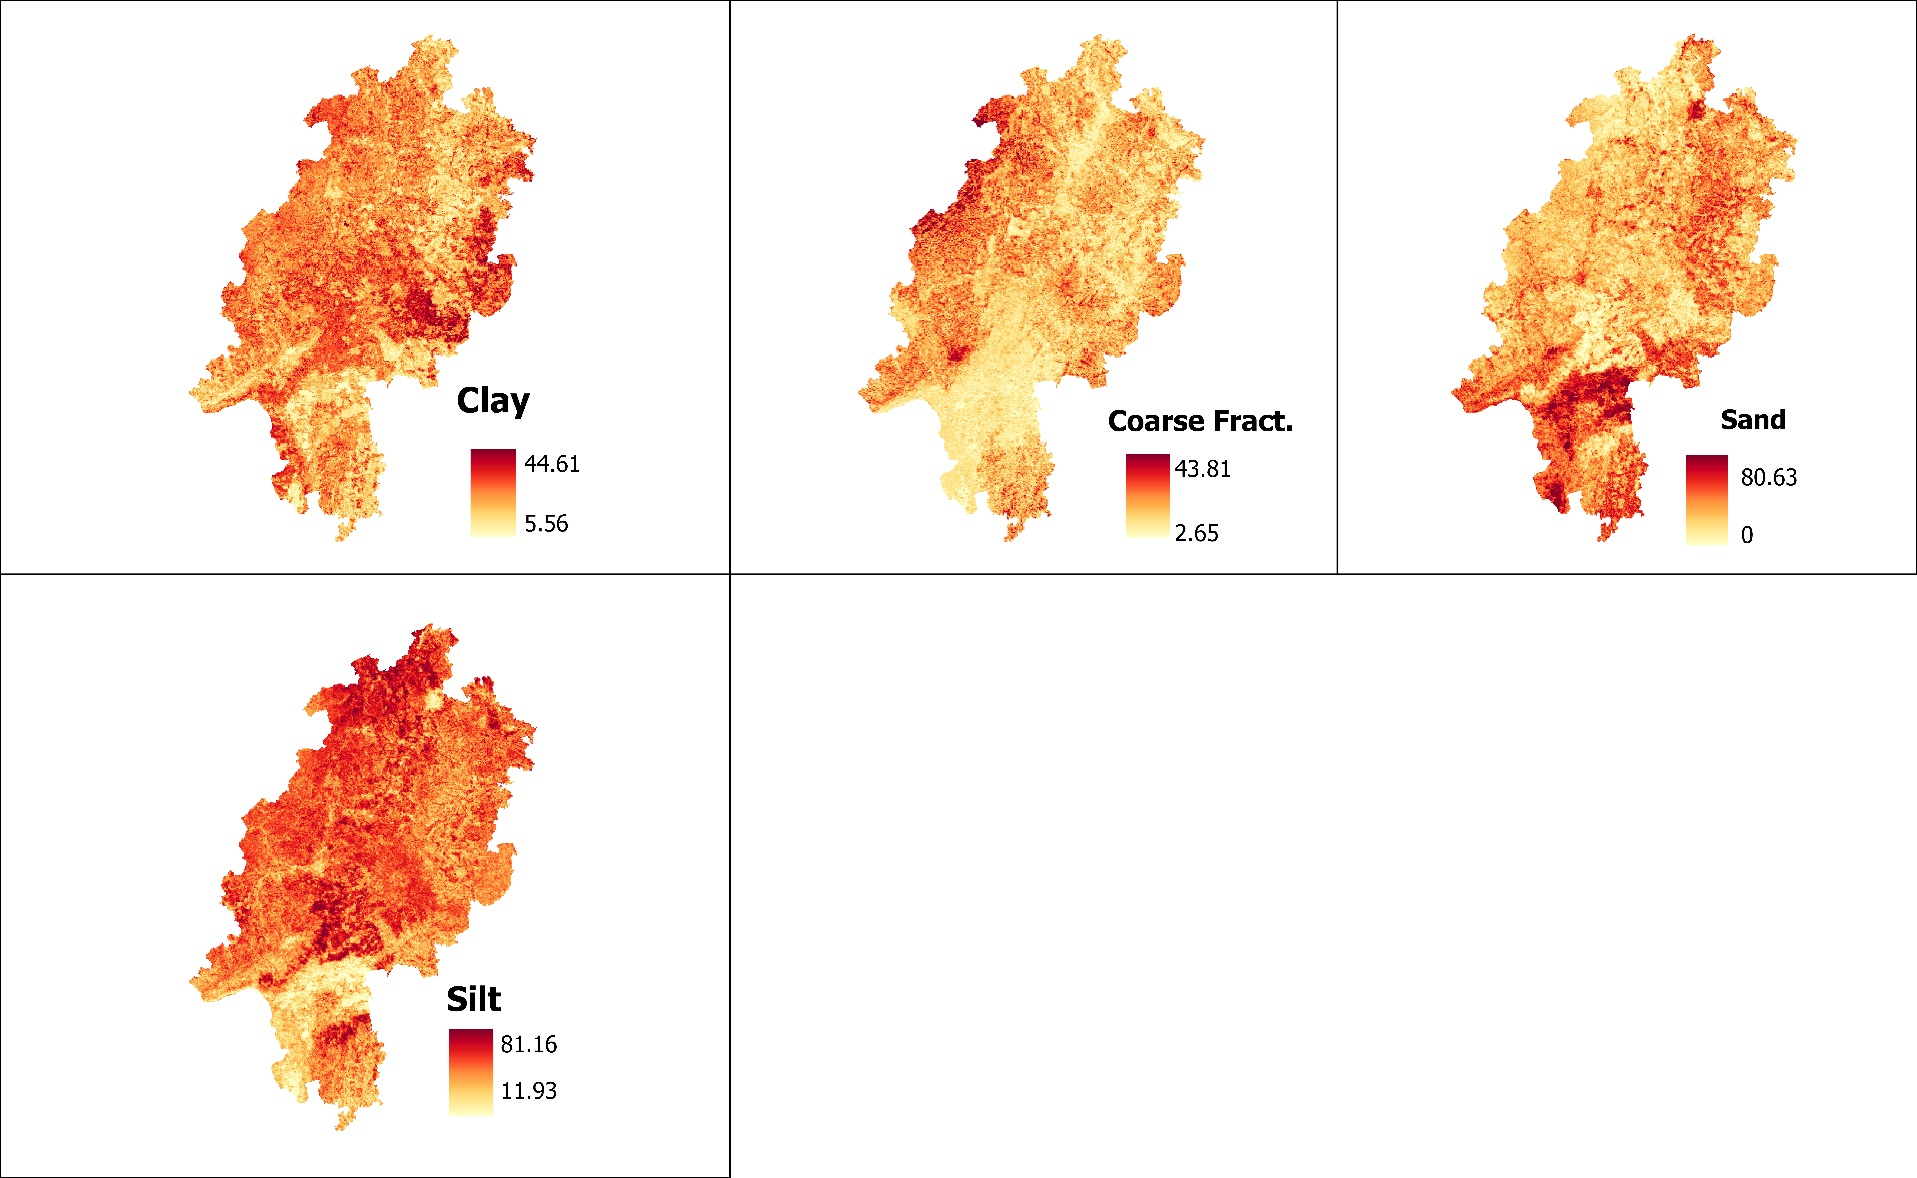 Clay
44.61
5.56
Coarse Fract.
43.81
2.65
Sand
80.63
0
Silt
81.16
11.93